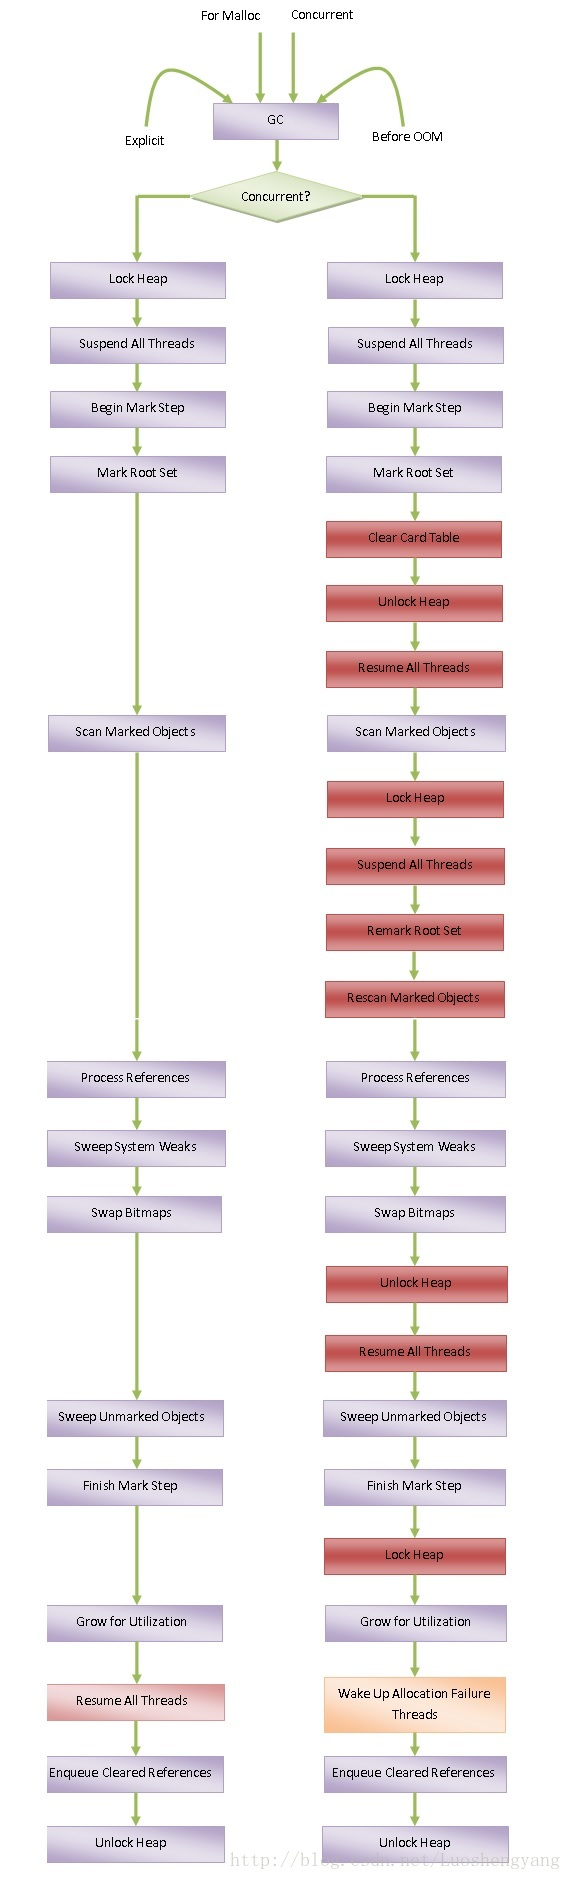 For Malloc
Concurrent
Explicit
GC
Before OOM
Concurrent?
Lock Heap
Lock Heap
Suspend All Threads
Suspend All Threads
Begin Mark Step
Begin Mark Step
Mark Root Set
Mark Root Set
Clear Card Table
Unlock Heap
Resume All Threads
Scan Marked Objects
Scan Marked Objects
Lock Heap
Suspend All Threads
Remark Root Set
Rescan Marked Objects
Process References
Process References
Sweep System Weaks
Sweep System Weaks
Swap Bitmaps
Swap Bitmaps
Unlock Heap
Resume All Threads
Sweep Unmarked Objects
Sweep Unmarked Objects
Finish Mark Step
Finish Mark Step
Lock Heap
Grow for Utilization
Grow for Utilization
Resume All Threads
Wake Up Allocation Failure
Threads
Enqueue Cleared References
Enqueue Cleared References
Unlock Heap
Unlock Heap
http://blog.csdn.net/Luoshengyang